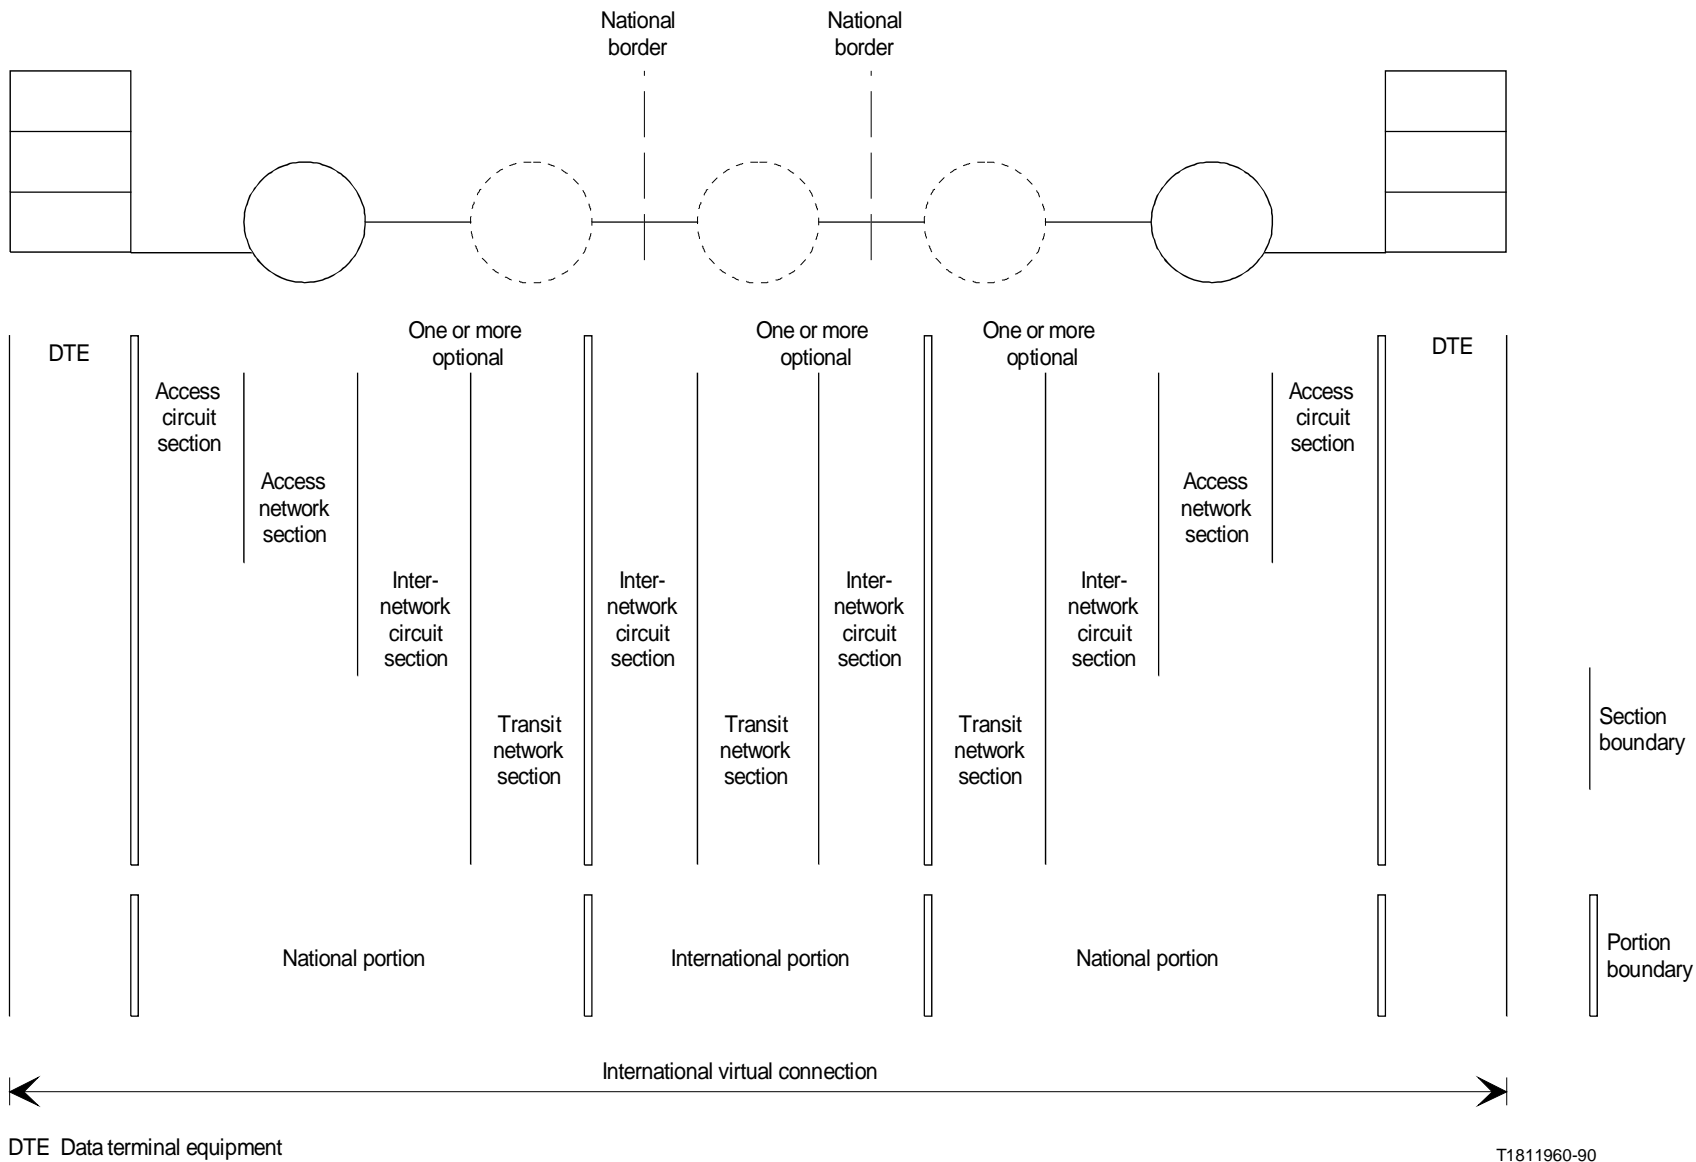 National
border
National
border
One or more
optional
One or more
optional
One or more
optional
DTE
DTE
Access
circuit
section
Access
circuit
section
Access
network
section
Access
network
section
Inter-
network
circuit
section
Inter-
network
circuit
section
Inter-
network
circuit
section
Inter-
network
circuit
section
Transit
network
section
Transit
network
section
Transit
network
section
Section
boundary
National portion
International portion
National portion
Portion
boundary
International virtual connection
DTE Data terminal equipment
T1811960-90